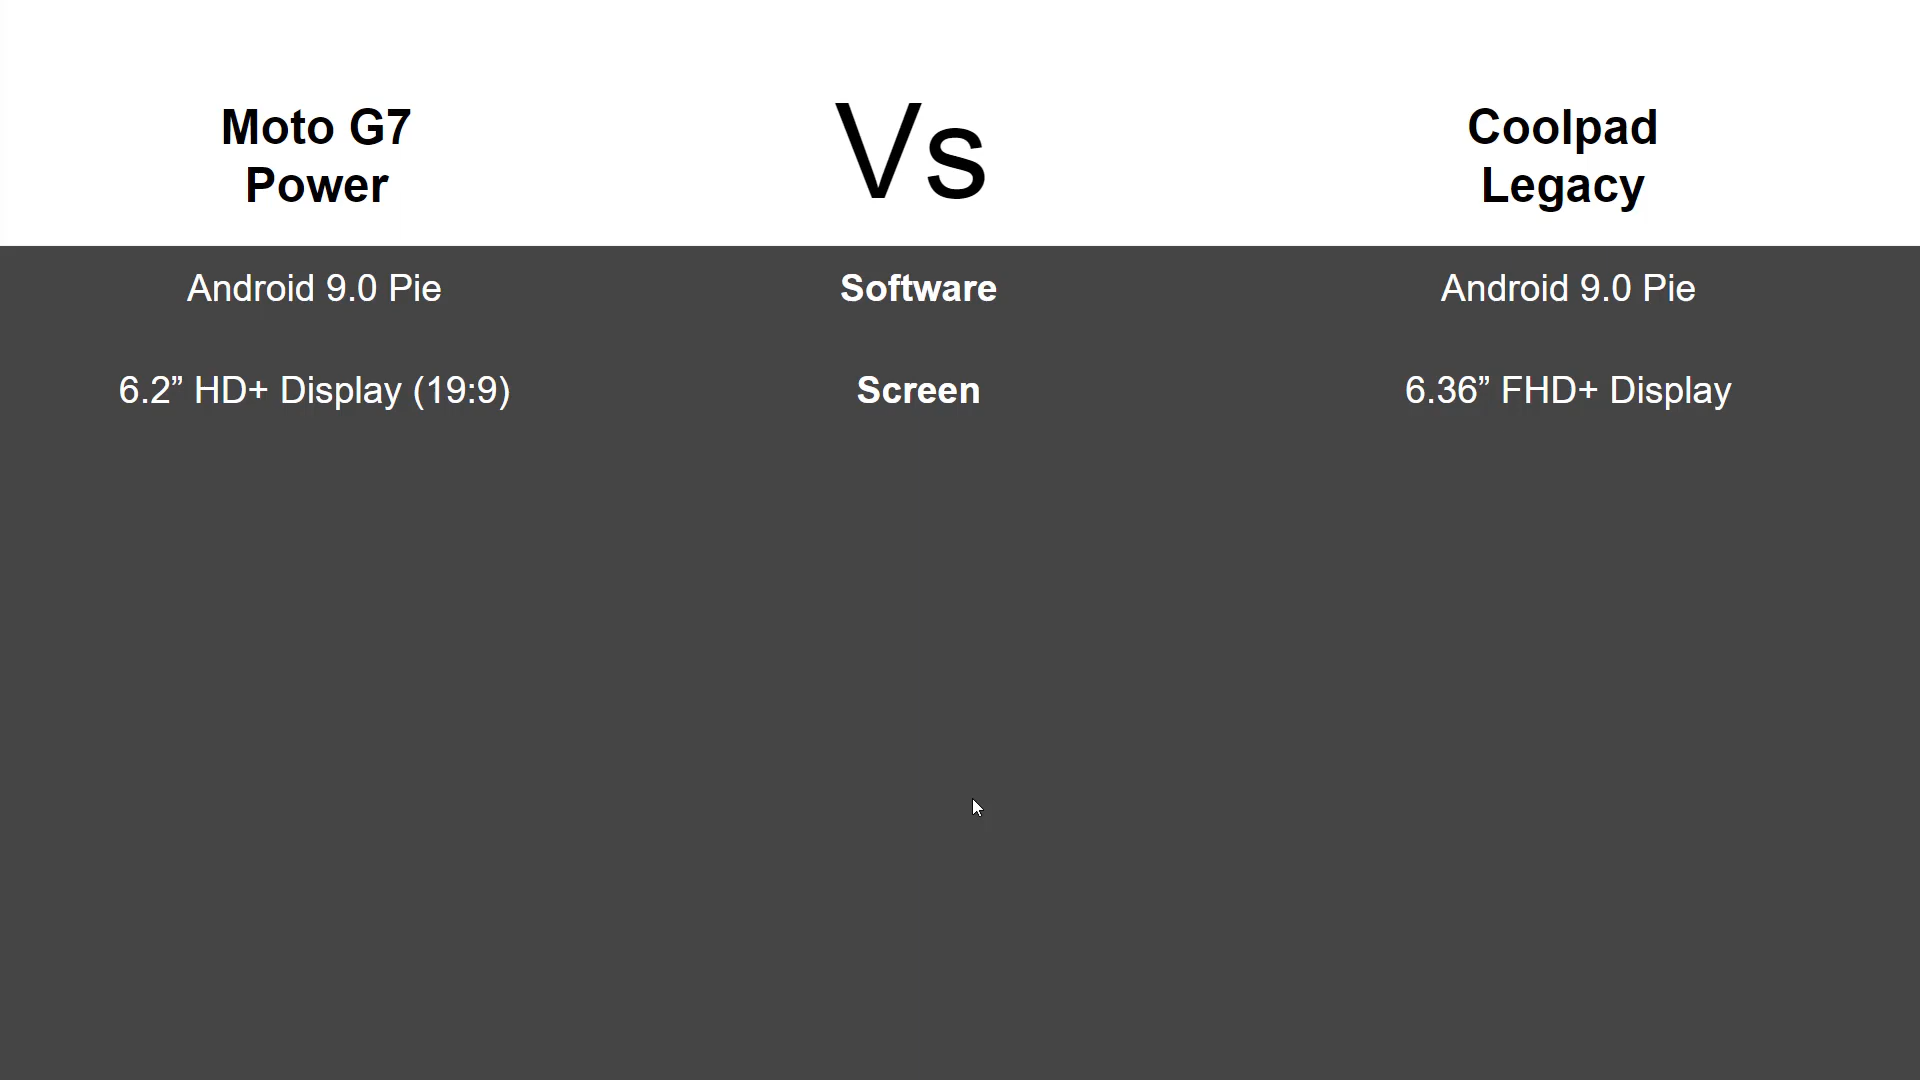 Moto G7
Power
Vs
Coolpad
Legacy
Android 9.0 Pie
Software
Android 9.0 Pie
6.2” HD+ Display (19:9)
Screen
6.36” FHD+ Display